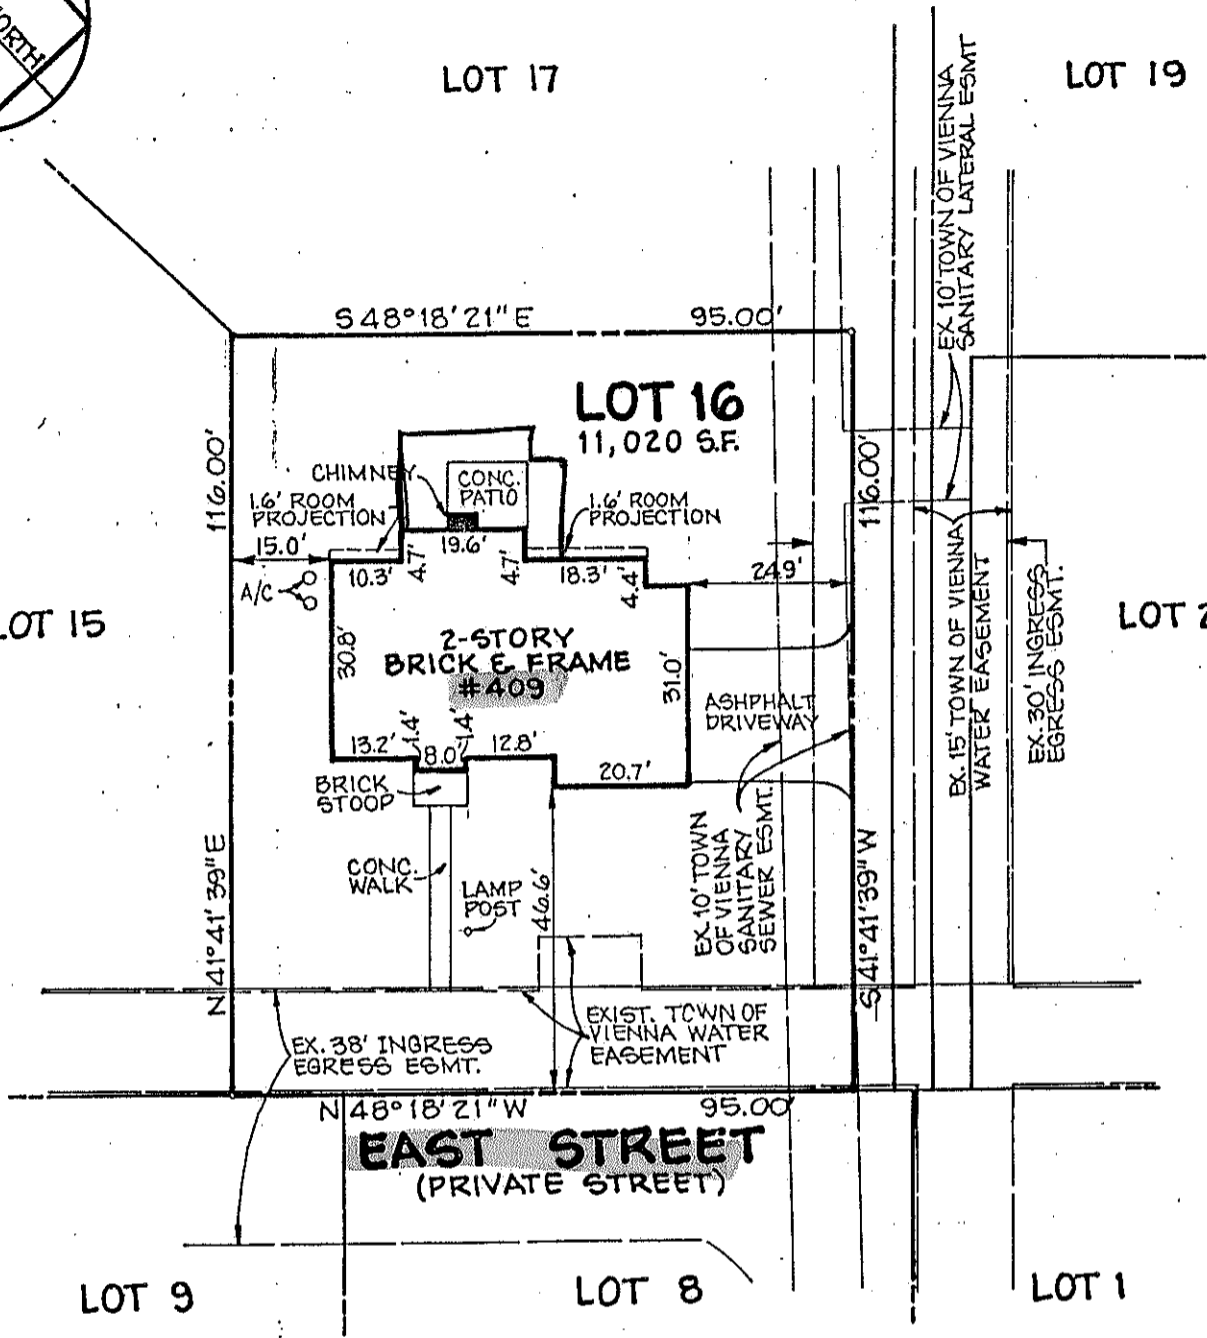 NORTH
LOT 17
LOT 19
EX. 10' TOWN OF VIENNA
SANITARY LATERAL ESMT
S 48° 18' 21" E
95.00'
LOT 16
11,020 S.F.
116.00'
116.00'
CHIMNEY
CONC.
PATIO
1.6' ROOM
PROJECTION
1.6' ROOM
PROJECTION
15.0'
10.3'
4.7'
19.6'
4.7'
18.3'
4.4'
24.9'
A/C
LOT 15
LOT 2
30.8'
2-STORY
BRICK & FRAME
#409
31.0'
ASHPHALT
DRIVEWAY
EX. 15' TOWN OF VIENNA
WATER EASEMENT
EX. 30' INGRESS
EGRESS ESMT.
13.2'
1.4'
8.0'
1.4'
12.8'
20.7'
BRICK
STOOP
CONC.
WALK
LAMP
POST
46.6'
EX. 10' TOWN
OF VIENNA
SANITARY
SEWER ESMT.
N 41° 41' 39" E
S 41° 41' 39" W
EX. 38' INGRESS
EGRESS ESMT.
EXIST. TOWN OF
VIENNA WATER
EASEMENT
N 48° 18' 21" W
95.00'
EAST STREET
(PRIVATE STREET)
LOT 9
LOT 8
LOT 1